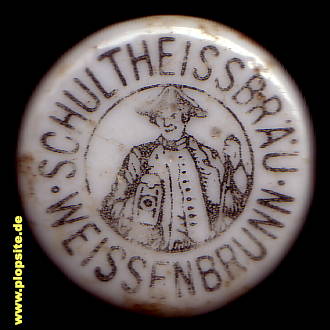 · SCHULTHEISSBRÄU ·
WEISSENBRUNN
www.plopsite.de